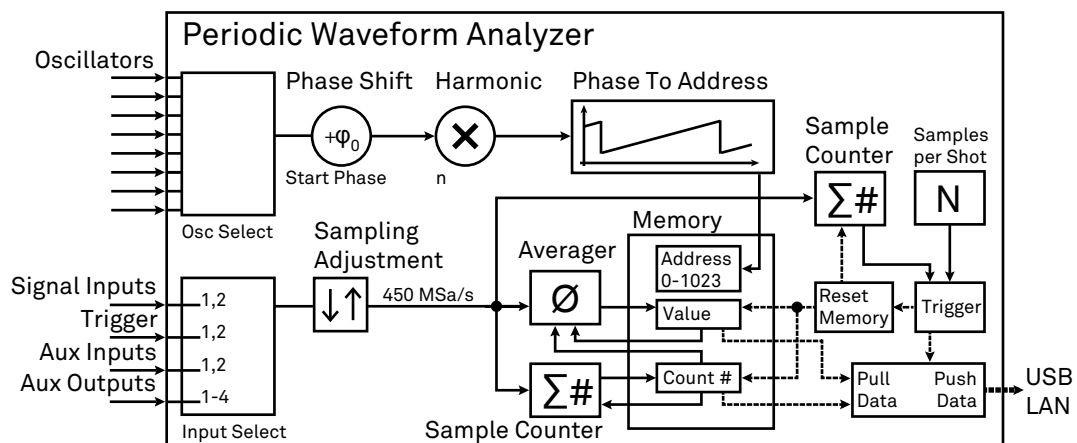 Periodic Waveform Analyzer
Oscillators
Phase Shift
Harmonic
Phase To Address
+φ0
Start Phase
×
n
Osc Select
Sample
Counter
Samples
per Shot
Σ#
N
Sampling
Adjustment
↓↑
450 MSa/s
Averager
Ø
Memory
Address
0-1023
Value
Count #
Reset
Memory
Trigger
Signal Inputs
Trigger
Aux Inputs
Aux Outputs
1,2
1,2
1,2
1-4
Input Select
Σ#
Sample Counter
Pull
Data
Push
Data
USB
LAN